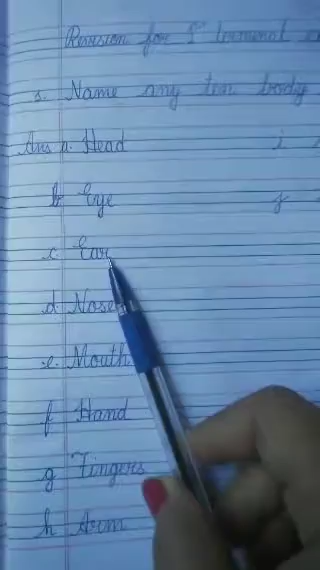 Revision for 1st terminal
s. Name any ten body
Ans a. Head i
b. Eye j
c. Ear
d. Nose
e. Mouth
f. Hand
g. Fingers
h. Arm